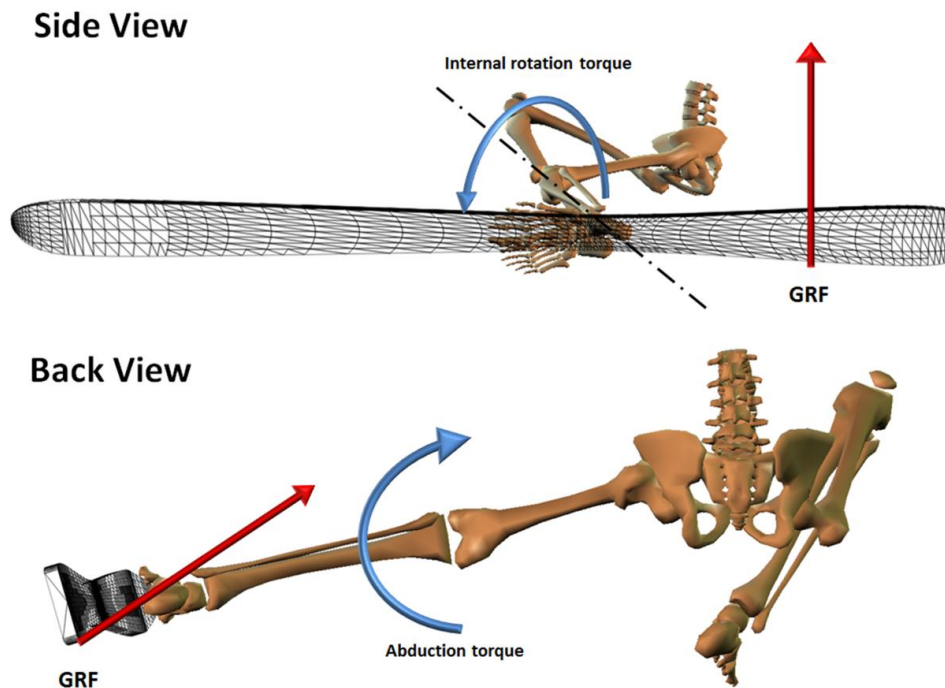 Side View
Internal rotation torque
GRF
Back View
Abduction torque
GRF